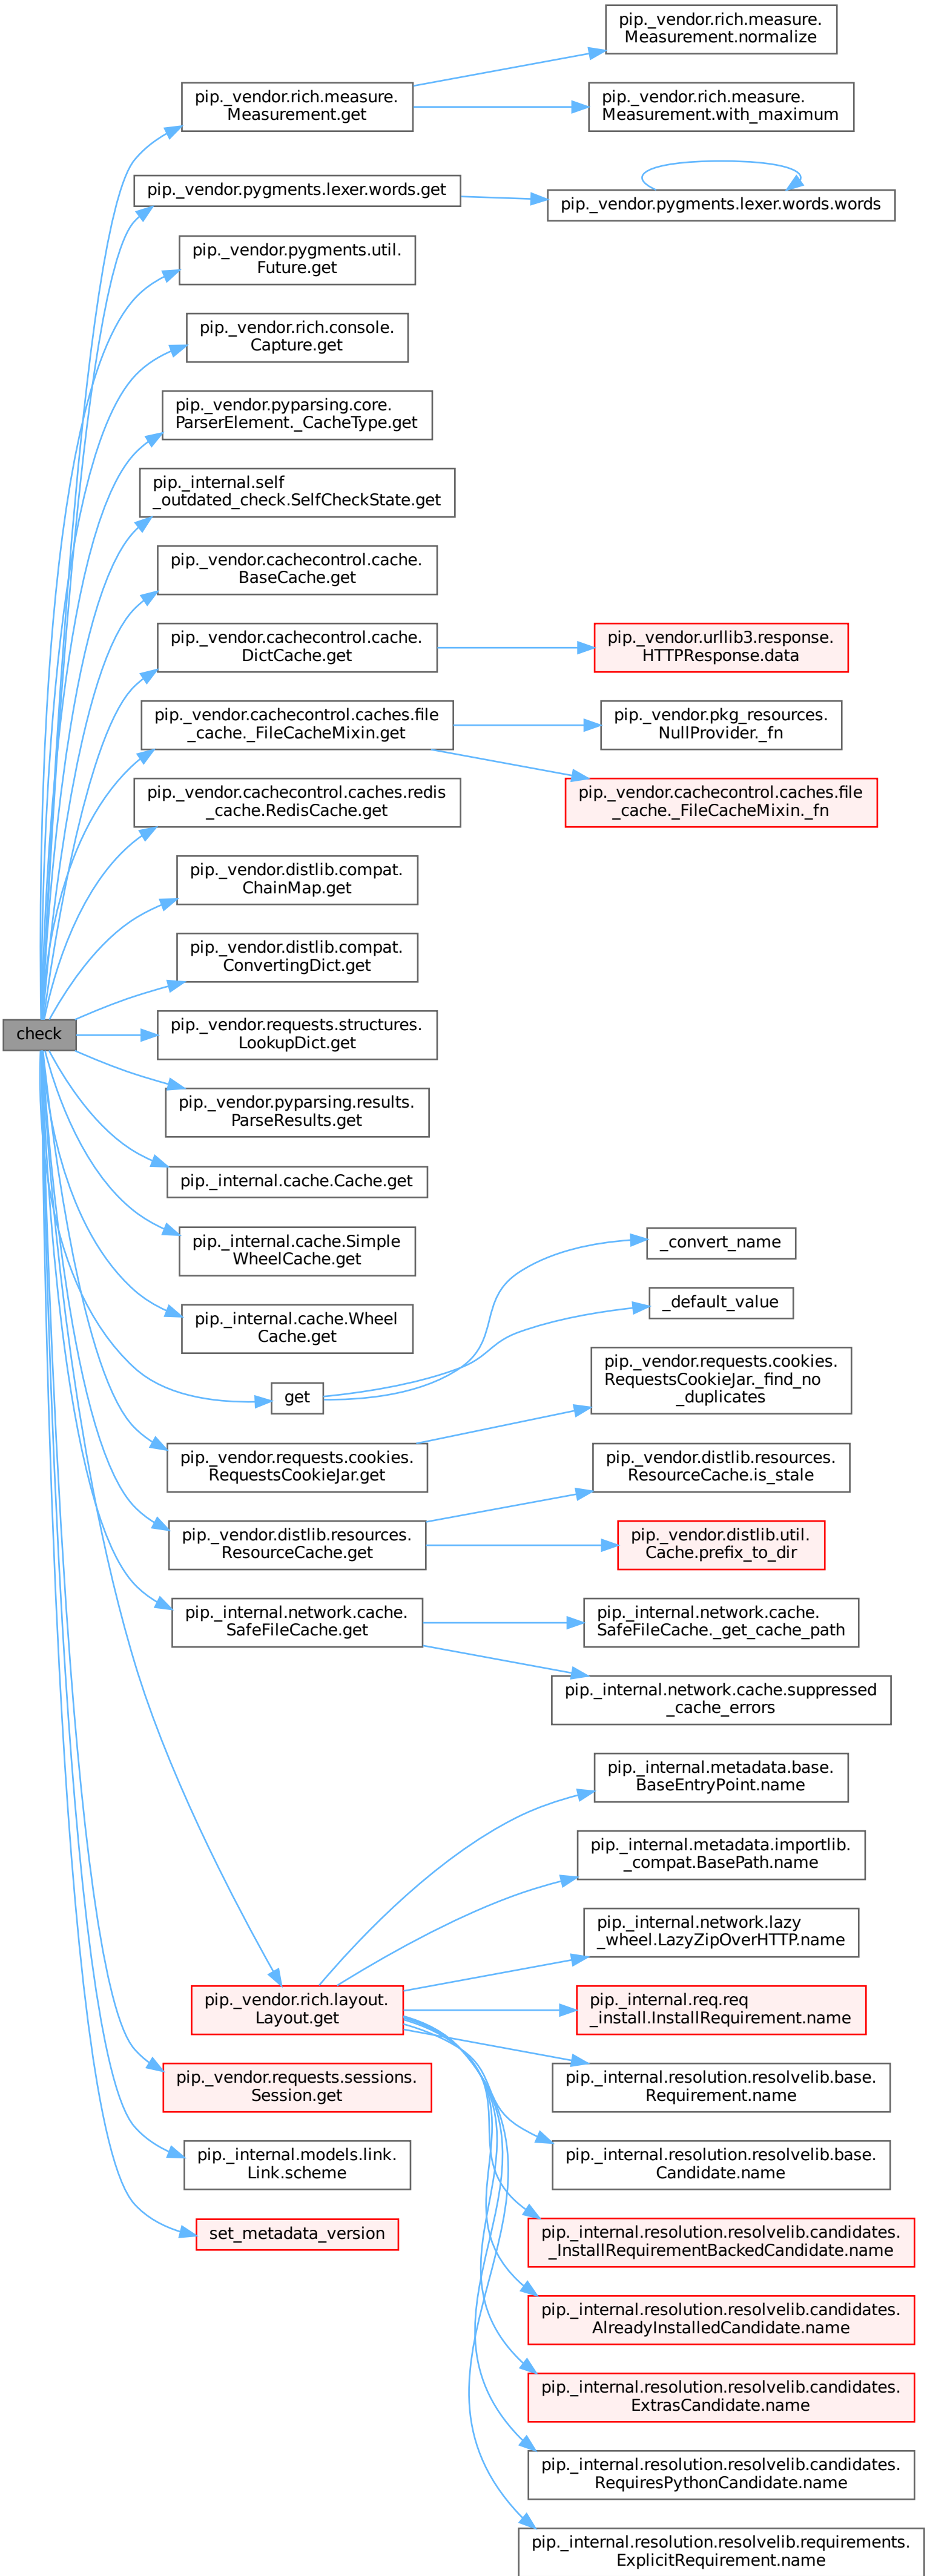 check
pip._vendor.rich.measure.
Measurement.get
pip._vendor.rich.measure.
Measurement.normalize
pip._vendor.rich.measure.
Measurement.with_maximum
pip._vendor.pygments.lexer.words.get
pip._vendor.pygments.lexer.words.words
pip._vendor.pygments.util.
Future.get
pip._vendor.rich.console.
Capture.get
pip._vendor.pyparsing.core.
ParserElement._CacheType.get
pip._internal.self
_outdated_check.SelfCheckState.get
pip._vendor.cachecontrol.cache.
BaseCache.get
pip._vendor.cachecontrol.cache.
DictCache.get
pip._vendor.urllib3.response.
HTTPResponse.data
pip._vendor.cachecontrol.caches.file
_cache._FileCacheMixin.get
pip._vendor.pkg_resources.
NullProvider._fn
pip._vendor.cachecontrol.caches.file
_cache._FileCacheMixin._fn
pip._vendor.cachecontrol.caches.redis
_cache.RedisCache.get
pip._vendor.distlib.compat.
ChainMap.get
pip._vendor.distlib.compat.
ConvertingDict.get
pip._vendor.requests.structures.
LookupDict.get
pip._vendor.pyparsing.results.
ParseResults.get
pip._internal.cache.Cache.get
pip._internal.cache.Simple
WheelCache.get
pip._internal.cache.Wheel
Cache.get
get
_convert_name
_default_value
pip._vendor.requests.cookies.
RequestsCookieJar.get
pip._vendor.requests.cookies.
RequestsCookieJar._find_no
_duplicates
pip._vendor.distlib.resources.
ResourceCache.get
pip._vendor.distlib.resources.
ResourceCache.is_stale
pip._vendor.distlib.util.
Cache.prefix_to_dir
pip._internal.network.cache.
SafeFileCache.get
pip._internal.network.cache.
SafeFileCache._get_cache_path
pip._internal.network.cache.suppressed
_cache_errors
pip._vendor.rich.layout.
Layout.get
pip._internal.metadata.base.
BaseEntryPoint.name
pip._internal.metadata.importlib.
_compat.BasePath.name
pip._internal.network.lazy
_wheel.LazyZipOverHTTP.name
pip._internal.req.req
_install.InstallRequirement.name
pip._internal.resolution.resolvelib.base.
Requirement.name
pip._internal.resolution.resolvelib.base.
Candidate.name
pip._internal.resolution.resolvelib.candidates.
_InstallRequirementBackedCandidate.name
pip._internal.resolution.resolvelib.candidates.
AlreadyInstalledCandidate.name
pip._internal.resolution.resolvelib.candidates.
ExtrasCandidate.name
pip._internal.resolution.resolvelib.candidates.
RequiresPythonCandidate.name
pip._internal.resolution.resolvelib.requirements.
ExplicitRequirement.name
pip._vendor.requests.sessions.
Session.get
pip._internal.models.link.
Link.scheme
set_metadata_version